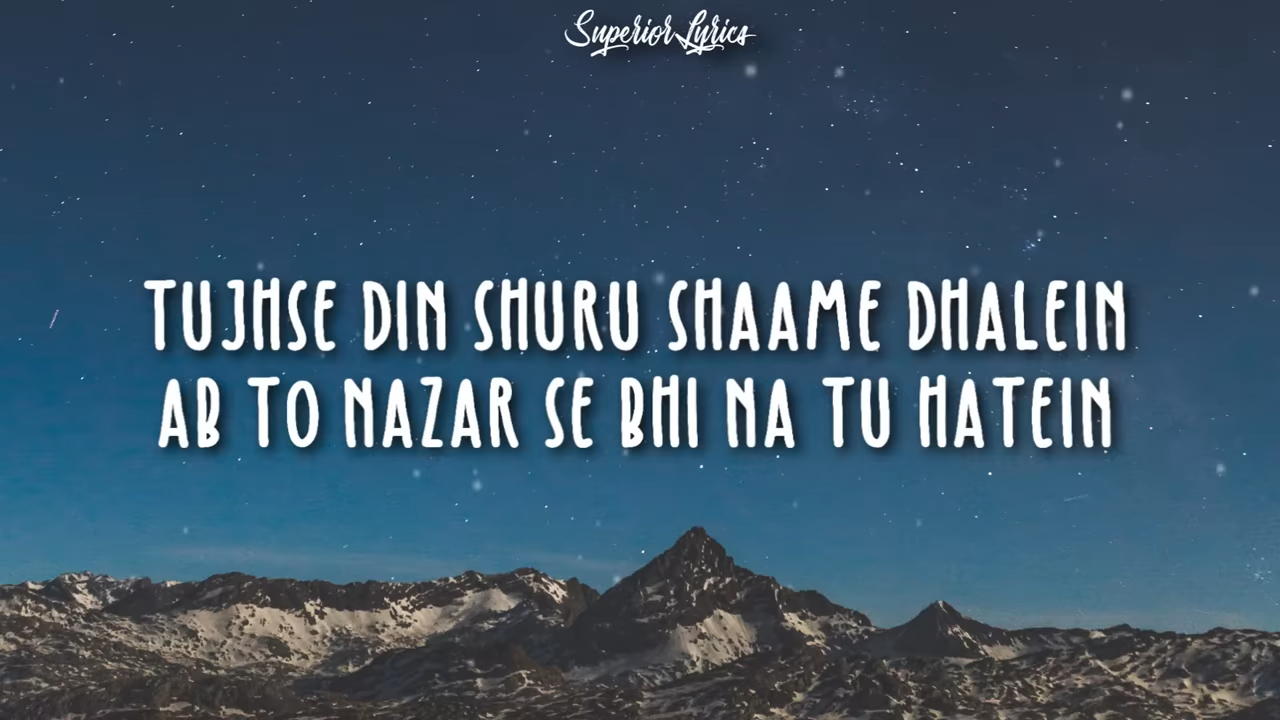 Superior Lyrics
TUJHSE DIN SHURU SHAAME DHALEIN
AB TO NAZAR SE BHI NA TU HATEIN